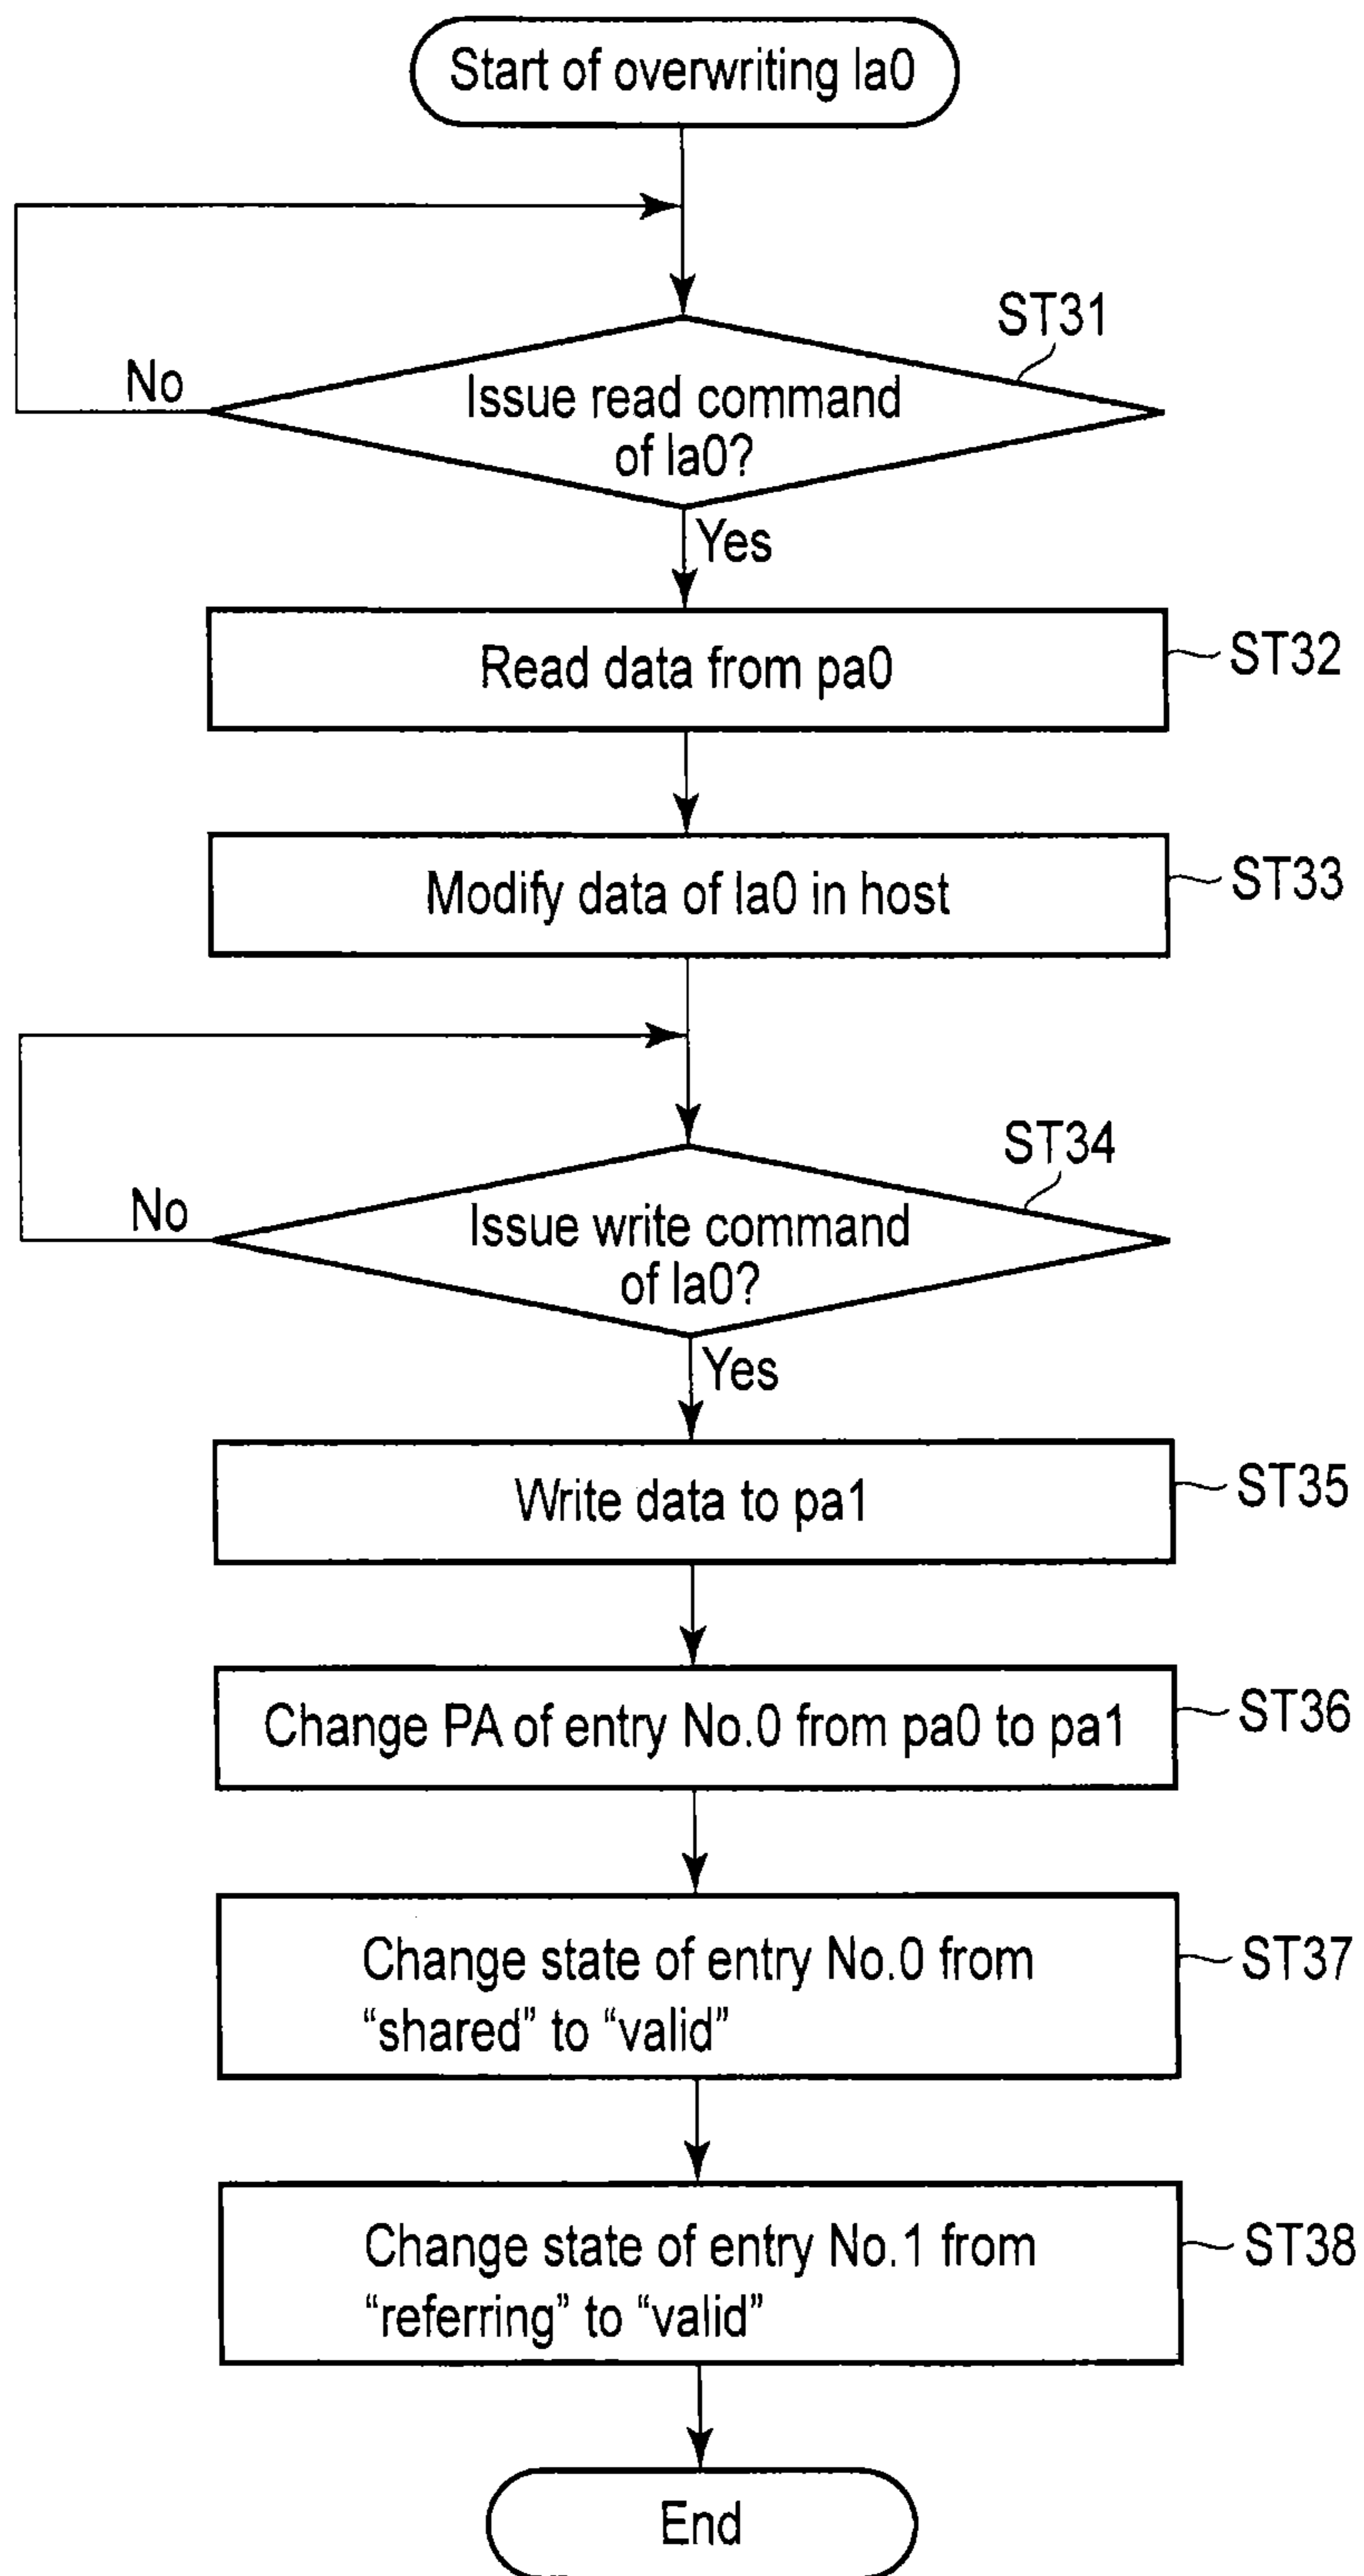 Start of overwriting la0
ST31
No
Issue read command
of la0?
Yes
Read data from pa0
ST32
Modify data of la0 in host
ST33
ST34
No
Issue write command
of la0?
Yes
Write data to pa1
ST35
Change PA of entry No.0 from pa0 to pa1
ST36
Change state of entry No.0 from
“shared” to “valid”
ST37
Change state of entry No.1 from
“referring” to “valid”
ST38
End